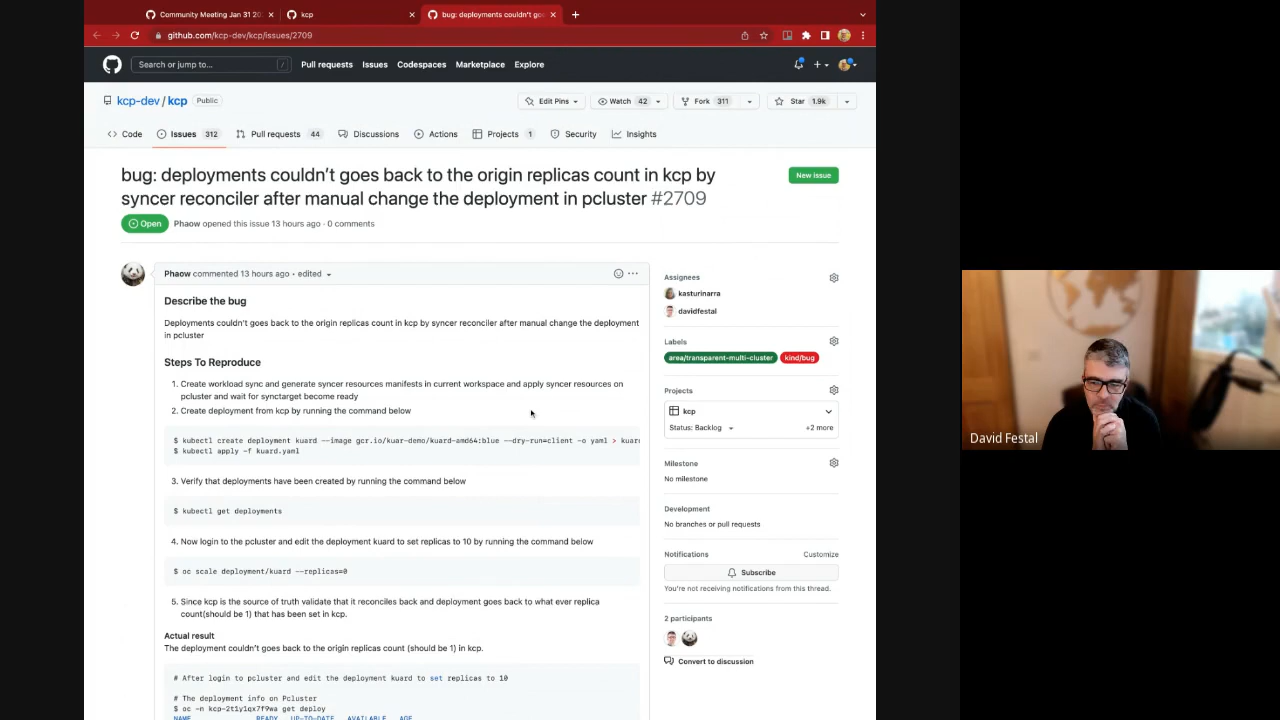 Community Meeting Jan 31 20
kcp
bug: deployments couldn't go
github.com/kcp-dev/kcp/issues/2709
Search or jump to...
/
Pull requests
Issues
Codespaces
Marketplace
Explore
kcp-dev / kcp
Public
Edit Pins
Watch 42
Fork 311
Star 1.9k
Code
Issues 312
Pull requests 44
Discussions
Actions
Projects 1
Security
Insights
bug: deployments couldn't goes back to the origin replicas count in kcp by
syncer reconciler after manual change the deployment in pcluster #2709
New issue
Open
Phaow opened this issue 13 hours ago · 0 comments
Phaow commented 13 hours ago • edited
Describe the bug
Deployments couldn't goes back to the origin replicas count in kcp by syncer reconciler after manual change the deployment
in pcluster
Steps To Reproduce
1. Create workload sync and generate syncer resources manifests in current workspace and apply syncer resources on
pcluster and wait for synctarget become ready
2. Create deployment from kcp by running the command below
$ kubectl create deployment kuard --image gcr.io/kuar-demo/kuard-amd64:blue --dry-run=client -o yaml > kuar
$ kubectl apply -f kuard.yaml
3. Verify that deployments have been created by running the command below
$ kubectl get deployments
4. Now login to the pcluster and edit the deployment kuard to set replicas to 10 by running the command below
$ oc scale deployment/kuard --replicas=0
5. Since kcp is the source of truth validate that it reconciles back and deployment goes back to what ever replica
count(should be 1) that has been set in kcp.
Actual result
The deployment couldn't goes back to the origin replicas count (should be 1) in kcp.
# After login to pcluster and edit the deployment kuard to set replicas to 10
# The deployment info on Pcluster
$ oc -n kcp-2t1y1qx7f9wa get deploy
NAME READY UP-TO-DATE AVAILABLE AGE
Assignees
kasturinarra
davidfestal
Labels
area/transparent-multi-cluster
kind/bug
Projects
kcp
Status: Backlog
+2 more
Milestone
No milestone
Development
No branches or pull requests
Notifications
Customize
Subscribe
You're not receiving notifications from this thread.
2 participants
Convert to discussion
David Festal